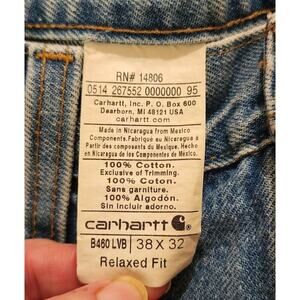 RN# 14806
0514 267552 0000000 95
Carhartt, Inc. P.O. Box 600
Dearborn, MI 48121 USA
carhartt.com
Made in Nicaragua from Mexico
Components.Fabriqué au Nicaragua à
Partir des composants du Mexique. Hecho
en Nicaragua de los Componentes de Mexico.
100% Cotton.
Exclusive of Trimming.
100% Coton.
Sans garniture.
100% Algodón.
Sin incluir adorno.
carhartt
B460 LVB 38 X 32
Relaxed Fit